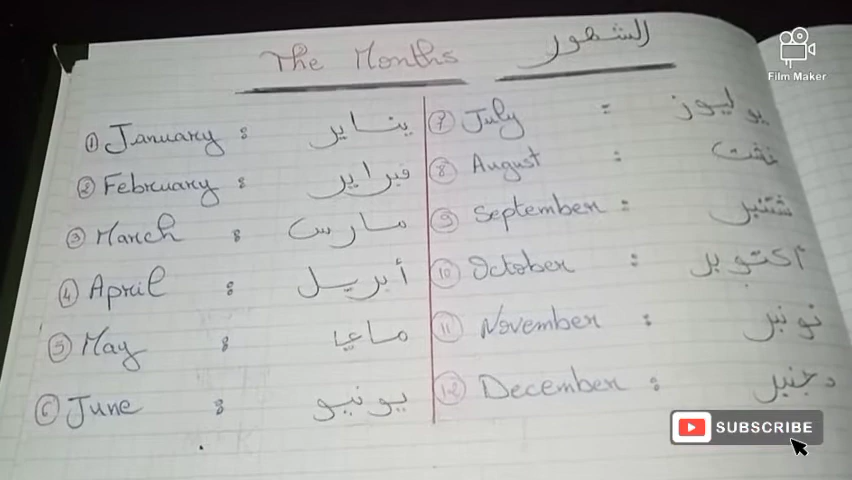 The Months الشهور
① January : يناير
② February : فبراير
③ March : مارس
④ April : أبريل
⑤ May : ماي
⑥ June : يونيو
⑦ July : يوليوز
⑧ August : غشت
⑨ September : شتنبر
⑩ October : أكتوبر
⑪ November : نونبر
⑫ December : دجنبر
Film Maker
SUBSCRIBE